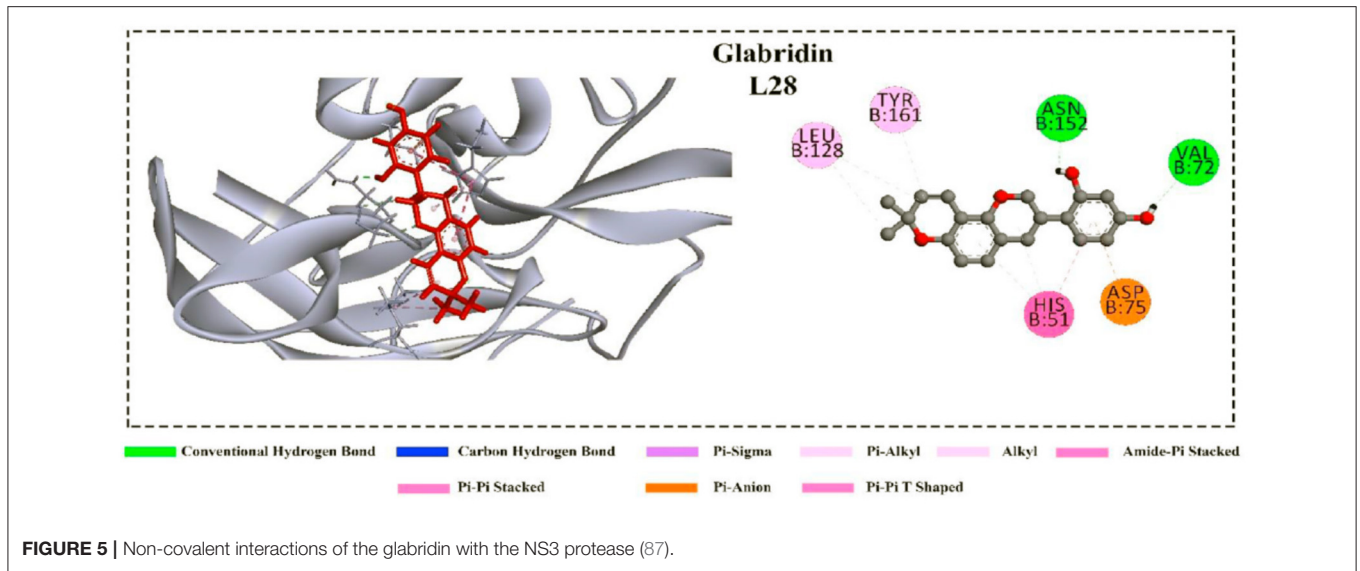 Glabridin
L28
TYR
B:161
ASN
B:152
LEU
B:128
VAL
B:72
HIS
B:51
ASP
B:75
Conventional Hydrogen Bond Carbon Hydrogen Bond Pi-Sigma Pi-Alkyl Alkyl Amide-Pi Stacked
Pi-Pi Stacked Pi-Anion Pi-Pi T Shaped
FIGURE 5 | Non-covalent interactions of the glabridin with the NS3 protease (87).